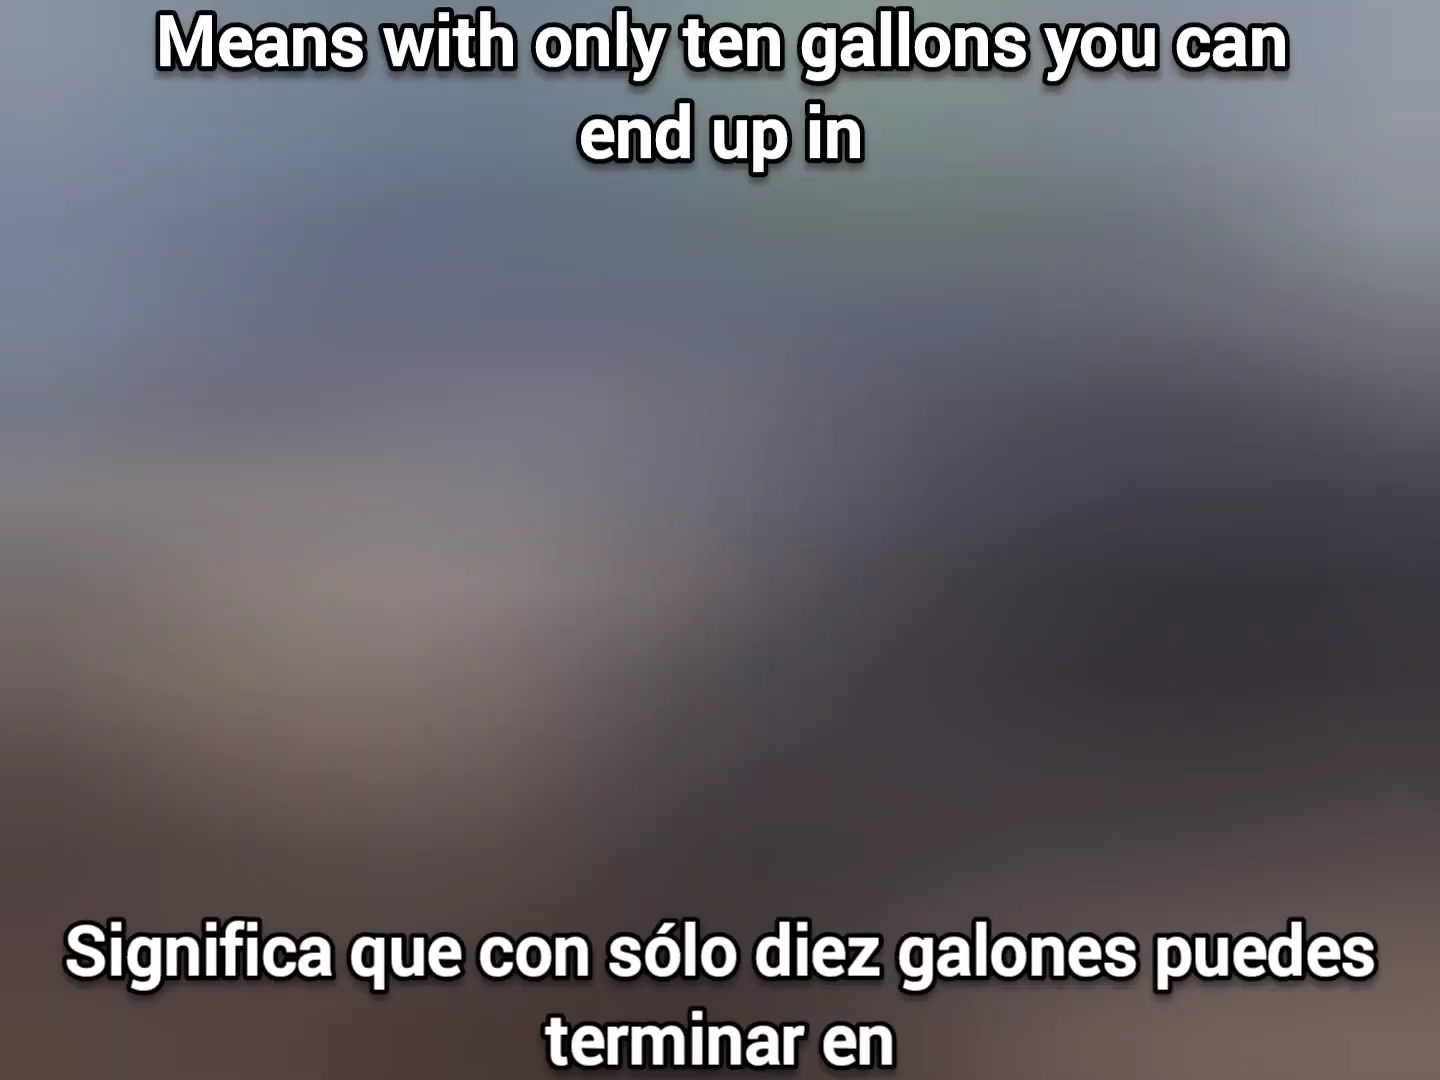 Means with only ten gallons you can
end up in
Significa que con sólo diez galones puedes
terminar en